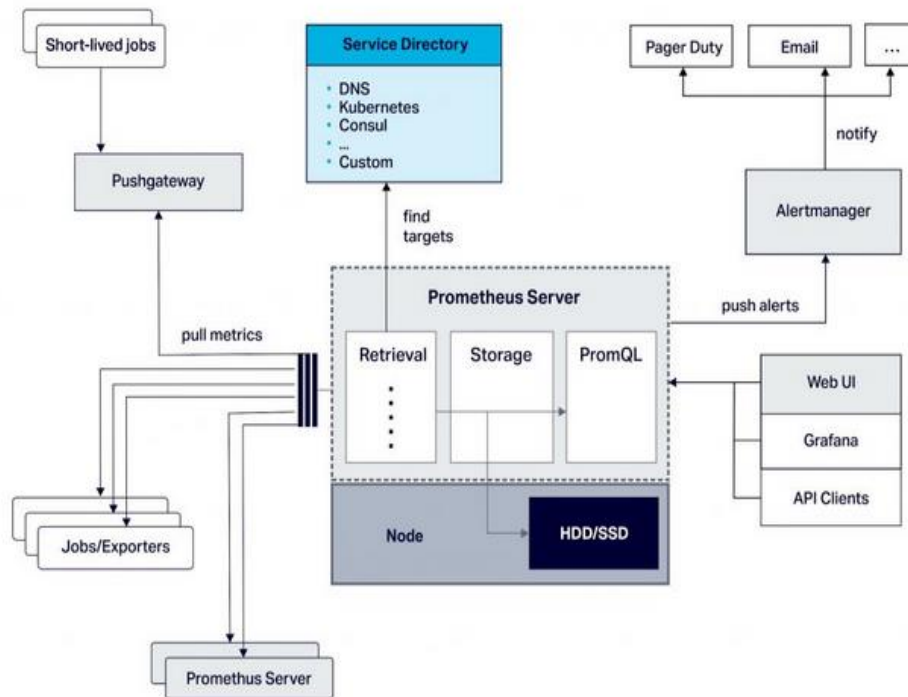 Short-lived jobs
Service Directory
• DNS
• Kubernetes
• Consul
• ...
• Custom
Pager Duty
Email
...
notify
Pushgateway
Alertmanager
find
targets
Prometheus Server
push alerts
pull metrics
Retrieval
Storage
PromQL
Web UI
Grafana
API Clients
Jobs/Exporters
Node
HDD/SSD
Promethus Server